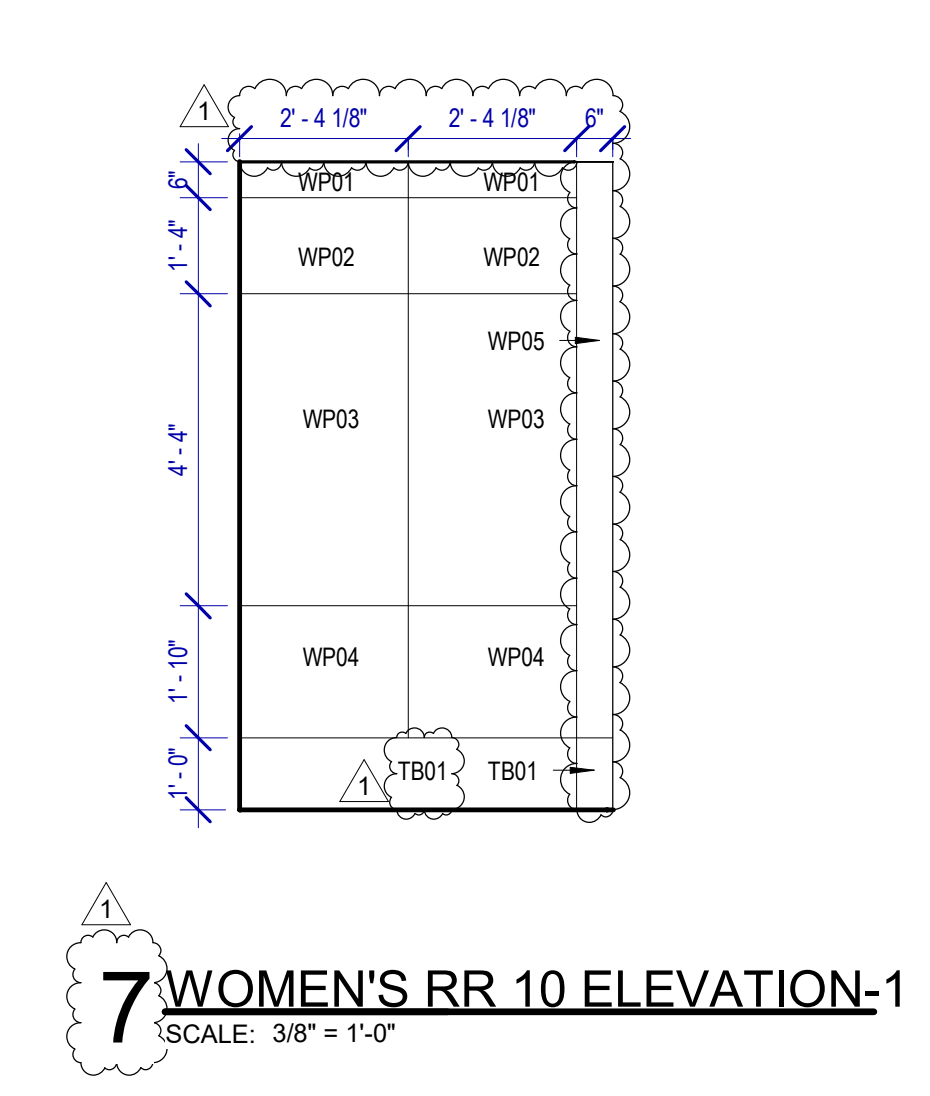 1
2' - 4 1/8" 2' - 4 1/8" 6"
6" WP01 WP01
1' - 4" WP02 WP02
WP05
4' - 4" WP03 WP03
1' - 10" WP04 WP04
1' - 0" 1 TB01 TB01
1
7 WOMEN'S RR 10 ELEVATION-1
SCALE: 3/8" = 1'-0"